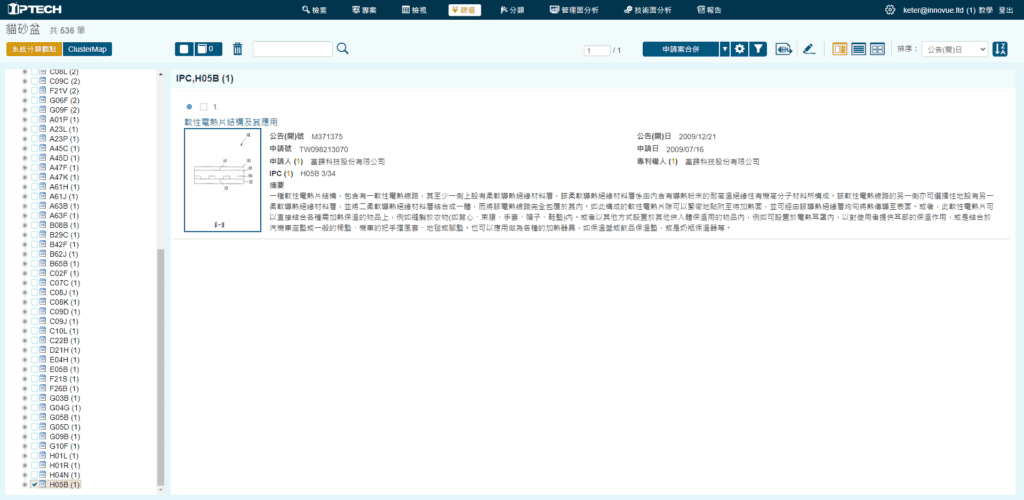 IPTECH
檢索 專案 檢視 篩選 分類 管理面分析 技術面分析 報告
keter@innovue.ltd (1) 教學 登出
貓砂盆 共 536 筆
系統分類觀點 ClusterMap
0
1 / 1
申請案合併
排序： 公告(開)日
C08L (2)
C09C (2)
F21V (2)
G06F (2)
G09F (2)
A01P (1)
A23L (1)
A23P (1)
A45C (1)
A45D (1)
A47F (1)
A47K (1)
A61H (1)
A61J (1)
A63B (1)
A63F (1)
B08B (1)
B29C (1)
B42F (1)
B62J (1)
B65B (1)
C02F (1)
C07C (1)
C08J (1)
C08K (1)
C09D (1)
C09J (1)
C10L (1)
C22B (1)
D21H (1)
E04H (1)
E05B (1)
F21S (1)
F26B (1)
G03B (1)
G04G (1)
G05B (1)
G05D (1)
G09B (1)
G10F (1)
H01L (1)
H01R (1)
H04N (1)
H05B (1)
IPC,H05B (1)
1.
軟性電熱片結構及其應用
公告(開)號 M371375
公告(開)日 2009/12/21
申請號 TW098213070
申請日 2009/07/16
申請人 (1) 富錸科技股份有限公司
專利權人 (1) 富錸科技股份有限公司
IPC (1) H05B 3/34
摘要
一種軟性電熱片結構，包含有一軟性電熱線路，其至少一側上設有柔軟導熱絕緣材料層，該柔軟導熱絕緣材料層係由內含有導熱粉末的耐高溫絕緣性有機高分子材料所構成。該軟性電熱線路的另一側亦可選擇性地設有另一
柔軟導熱絕緣材料層，並將二柔軟導熱絕緣材料層結合成一體，而將該電熱線路完全包覆於其內。如此構成的軟性電熱片除可以緊密地貼附至待加熱面，並可經由該導熱絕緣層均勻將熱傳導至表面，或者，此軟性電熱片可
以直接結合各種需加熱保溫的物品上，例如縫製於衣物(如背心、束腰、手套、帽子、鞋墊)內。或者以其他方式設置於其他供人體保溫用的物品內，例如可設置於電熱耳罩內，以對使用者提供耳部的保溫作用，或是結合於
汽機車座墊或一般的椅墊、機車的把手擋風套、地毯或腳墊。也可以應用做為各種的加熱器具，如保溫盤或飲品保溫墊，或是奶瓶保溫器等。